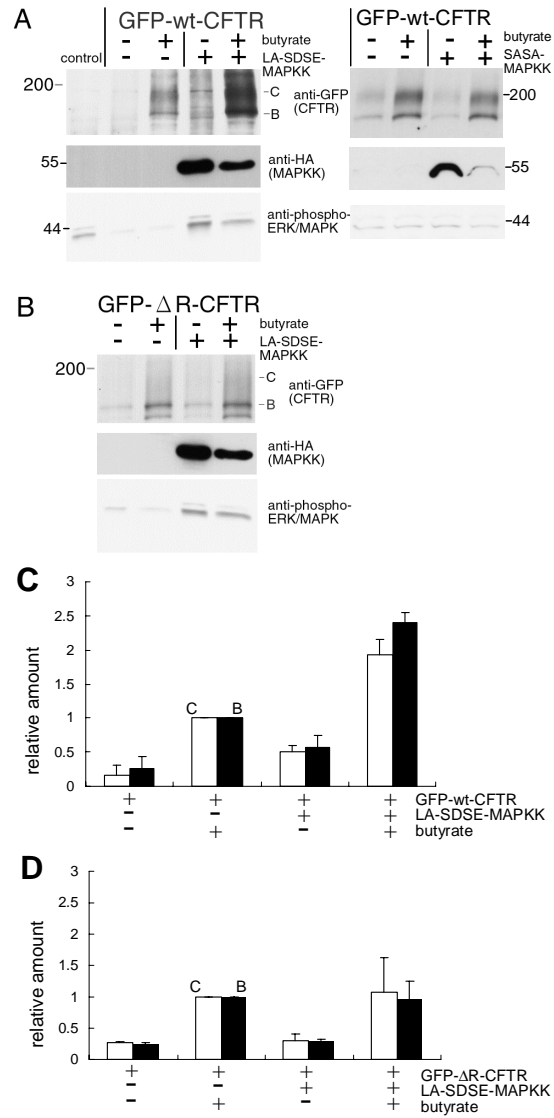 A
GFP-wt-CFTR
- + - + butyrate
control - - + + LA-SDSE-
MAPKK
200
C
B
anti-GFP
(CFTR)
55
anti-HA
(MAPKK)
44
anti-phospho-
ERK/MAPK
GFP-wt-CFTR
- + - + butyrate
- - + + SASA-
MAPKK
200
55
44
B
GFP-ΔR-CFTR
- + - + butyrate
- - + + LA-SDSE-
MAPKK
200
C
B
anti-GFP
(CFTR)
anti-HA
(MAPKK)
anti-phospho-
ERK/MAPK
C
relative amount
3
2.5
2
1.5
1
0.5
0
C B
+ + + + GFP-wt-CFTR
- - + + LA-SDSE-MAPKK
- + - + butyrate
D
relative amount
3
2.5
2
1.5
1
0.5
0
C B
+ + + + GFP-ΔR-CFTR
- - + + LA-SDSE-MAPKK
- + - + butyrate